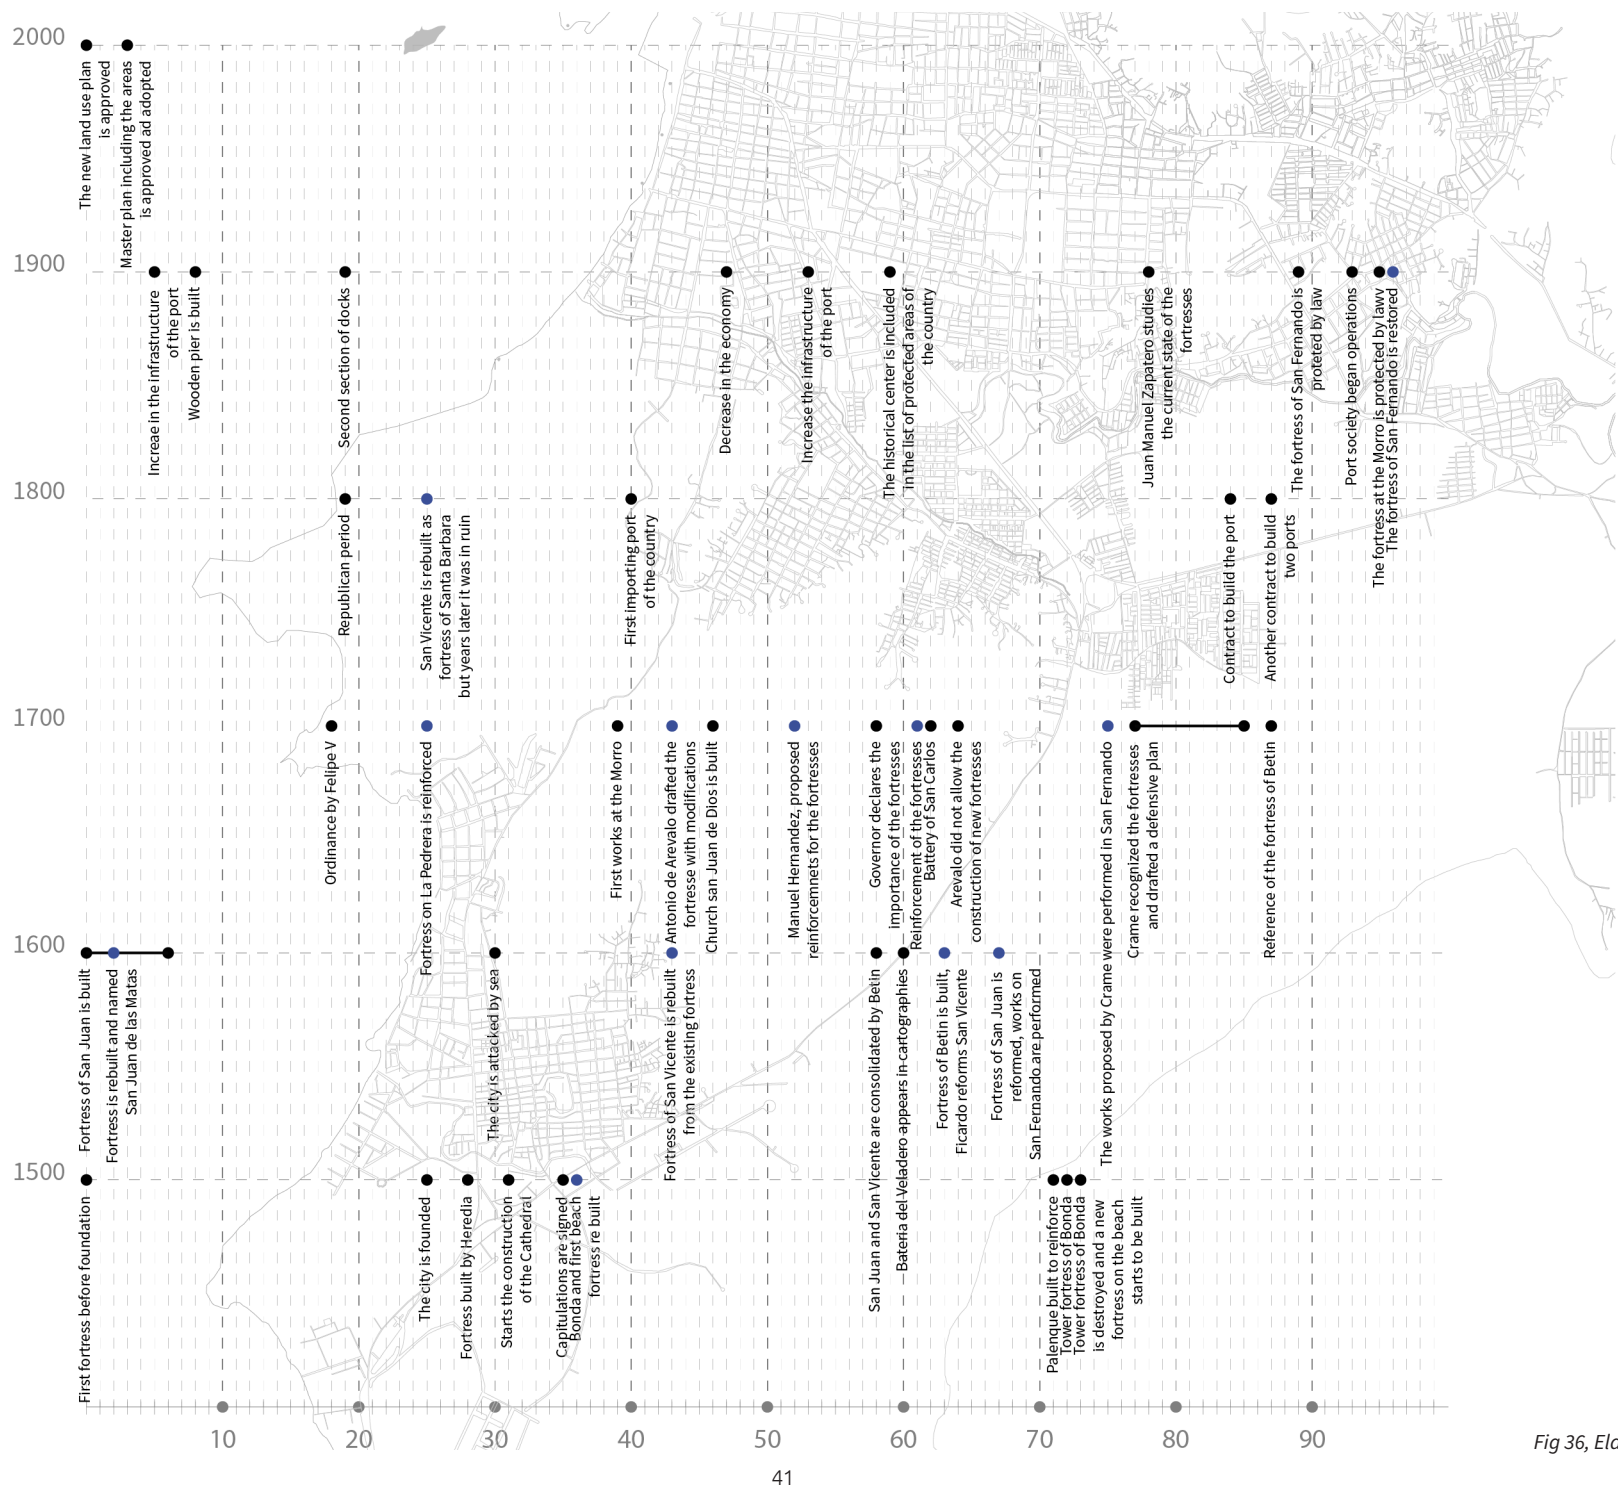 2000
The new land use plan
is approved
Master plan including the areas
is approved ad adopted
1900
Increae in the infrastructure
of the port
Wooden pier is built
Second section of docks
Decrease in the economy
Increase the infrastructure
of the port
The historical center is included
in the list of protected areas of
the country
Juan Manuel Zapatero studies
the current state of the
fortresses
The fortress of San Fernando is
proteted by law
Port society began operations
The fortress at the Morro is protected by lawv
The fortress of San Fernando is restored
1800
Republican period
San Vicente is rebuilt as
fortress of Santa Barbara
but years later it was in ruin
First importing port
of the country
Contract to build the port
Another contract to build
two ports
1700
Ordinance by Felipe V
Fortress on La Pedrera is reinforced
First works at the Morro
Antonio de Arevalo drafted the
fortresse with modifications
Church san Juan de Dios is built
Manuel Hernandez, proposed
reinforcemnets for the fortresses
Governor declares the
importance of the fortresses
Reinforcement of the fortresses
Battery of San Carlos
Arevalo did not allow the
construction of new fortresses
The works proposed by Crame were performed in San Fernando
Crame recognized the fortresses
and drafted a defensive plan
Reference of the fortress of Betin
1600
Fortress of San Juan is built
Fortress is rebuilt and named
San Juan de las Matas
The city is attacked by sea
Fortress of San Vicente is rebuilt
from the existing fortress
San Juan and San Vicente are consolidated by Betin
Bateria del Veladero appears in cartographies
Fortress of Betin is built,
Ficardo reforms San Vicente
Fortress of San Juan is
reformed, works on
San Fernando are performed
1500
First fortress before foundation
The city is founded
Fortress built by Heredia
Starts the construction
of the Cathedral
Capitulations are signed
Bonda and first beach
fortress re built
Palenque built to reinforce
Tower fortress of Bonda
Tower fortress of Bonda
is destroyed and a new
fortress on the beach
starts to be built
10 20 30 40 50 60 70 80 90
Fig 36, Ela
41